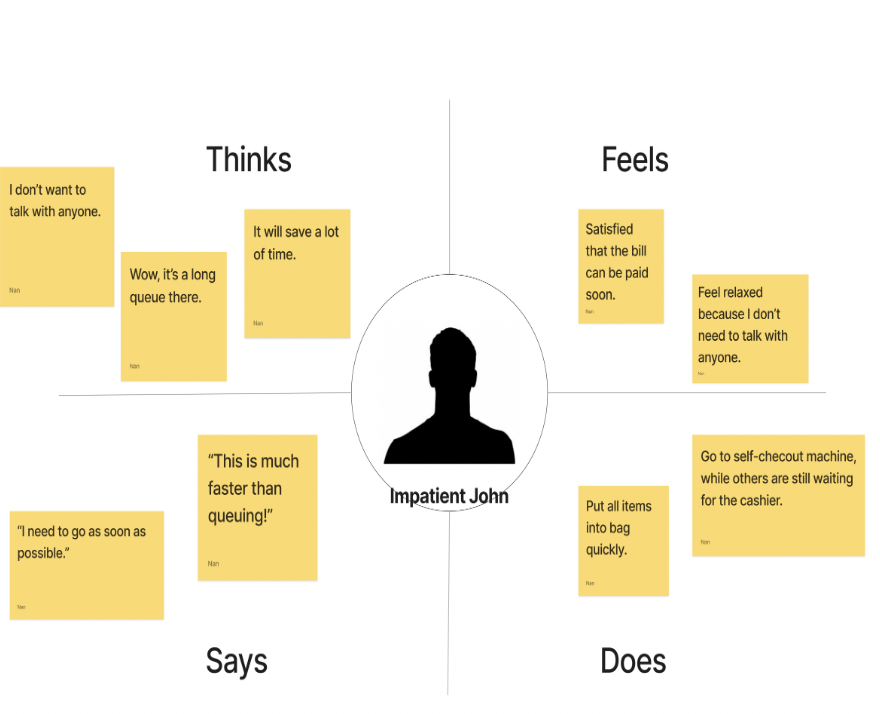 Thinks
I don’t want to
talk with anyone.
Nan
Wow, it’s a long
queue there.
Nan
It will save a lot
of time.
Nan
Feels
Satisfied
that the bill
can be paid
soon.
Nan
Feel relaxed
because I don’t
need to talk with
anyone.
Nan
Impatient John
“This is much
faster than
queuing!”
Nan
“I need to go as soon as
possible.”
Nan
Says
Go to self-checout machine,
while others are still waiting
for the cashier.
Nan
Put all items
into bag
quickly.
Nan
Does